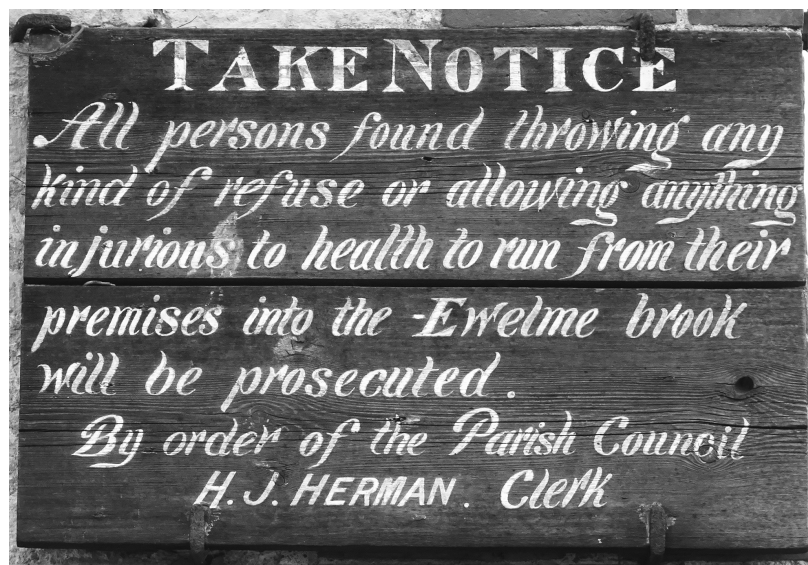 TAKE NOTICE
All persons found throwing any
kind of refuse or allowing anything
injurious to health to run from their
premises into the Ewelme brook
will be prosecuted.
By order of the Parish Council
H. J. HERMAN. Clerk